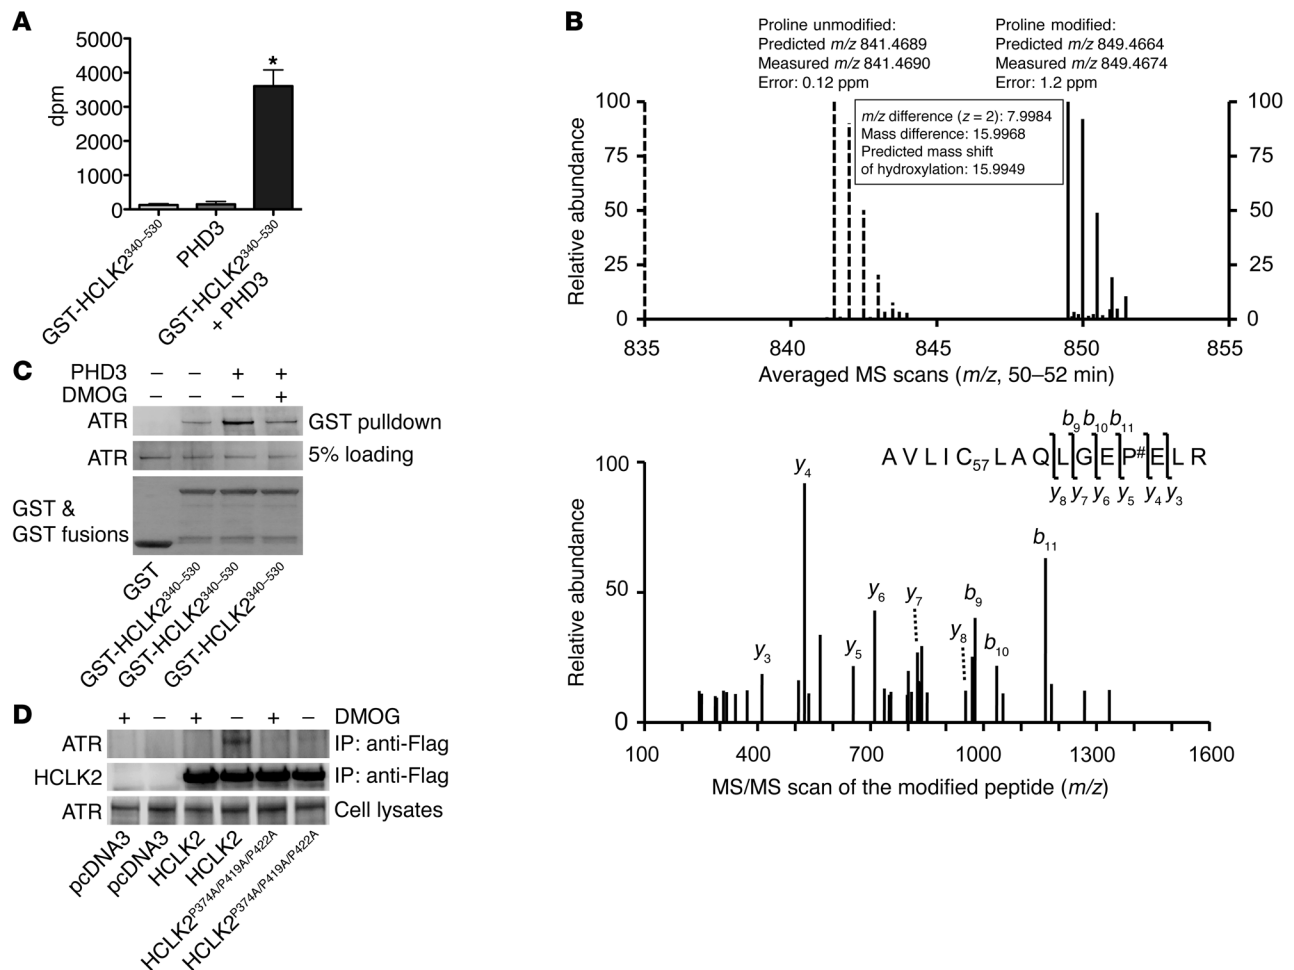 A
5000
4000
3000
2000
1000
0
dpm
*
GST-HCLK2340–530
PHD3
GST-HCLK2340–530
+ PHD3
B
Proline unmodified:
Predicted m/z 841.4689
Measured m/z 841.4690
Error: 0.12 ppm
Proline modified:
Predicted m/z 849.4664
Measured m/z 849.4674
Error: 1.2 ppm
m/z difference (z = 2): 7.9984
Mass difference: 15.9968
Predicted mass shift
of hydroxylation: 15.9949
Relative abundance
100
75
50
25
0
100
75
50
25
0
835 840 845 850 855
Averaged MS scans (m/z, 50–52 min)
b9 b10 b11
A V L I C57 L A Q L G E P# E L R
y8 y7 y6 y5 y4 y3
Relative abundance
100
50
0
y3
y4
y5
y6
y7
y8
b9
b10
b11
100 400 700 1000 1300 1600
MS/MS scan of the modified peptide (m/z)
C
PHD3 – – + +
DMOG – – – +
ATR GST pulldown
ATR 5% loading
GST &
GST fusions
GST
GST-HCLK2340–530
GST-HCLK2340–530
GST-HCLK2340–530
D
+ – + – + – DMOG
ATR IP: anti-Flag
HCLK2 IP: anti-Flag
ATR Cell lysates
pcDNA3
pcDNA3
HCLK2
HCLK2
HCLK2P374A/P419A/P422A
HCLK2P374A/P419A/P422A